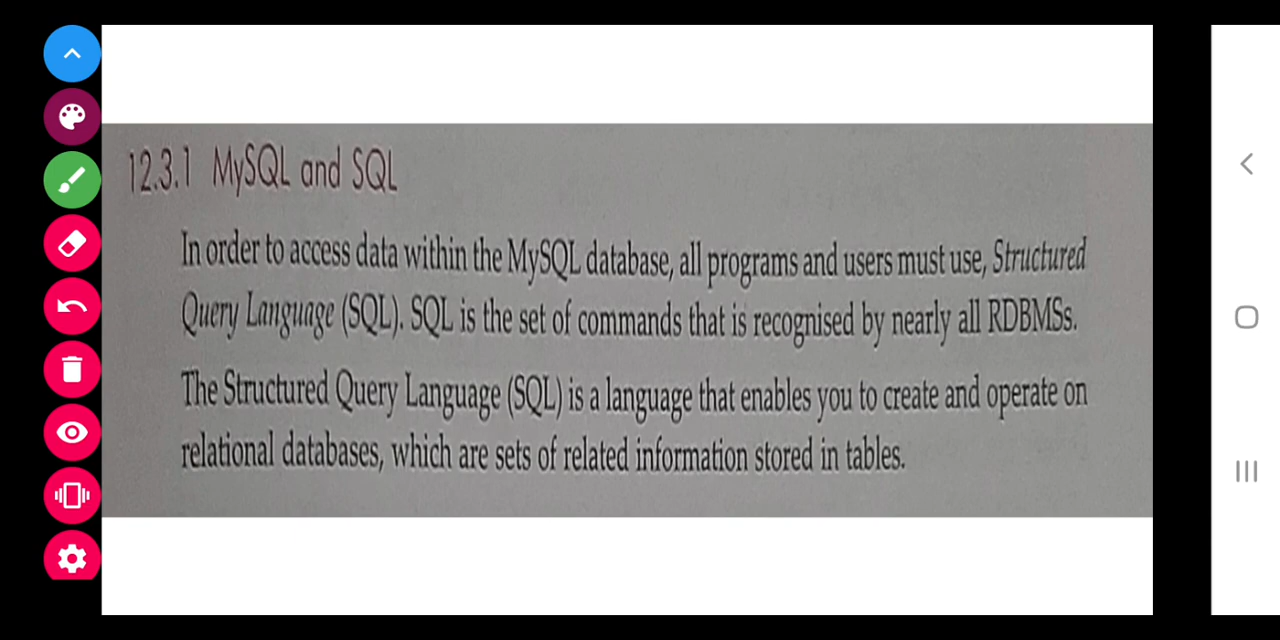 12.3.1 MySQL and SQL
In order to access data within the MySQL database, all programs and users must use, Structured
Query Language (SQL). SQL is the set of commands that is recognised by nearly all RDBMSs.
The Structured Query Language (SQL) is a language that enables you to create and operate on
relational databases, which are sets of related information stored in tables.